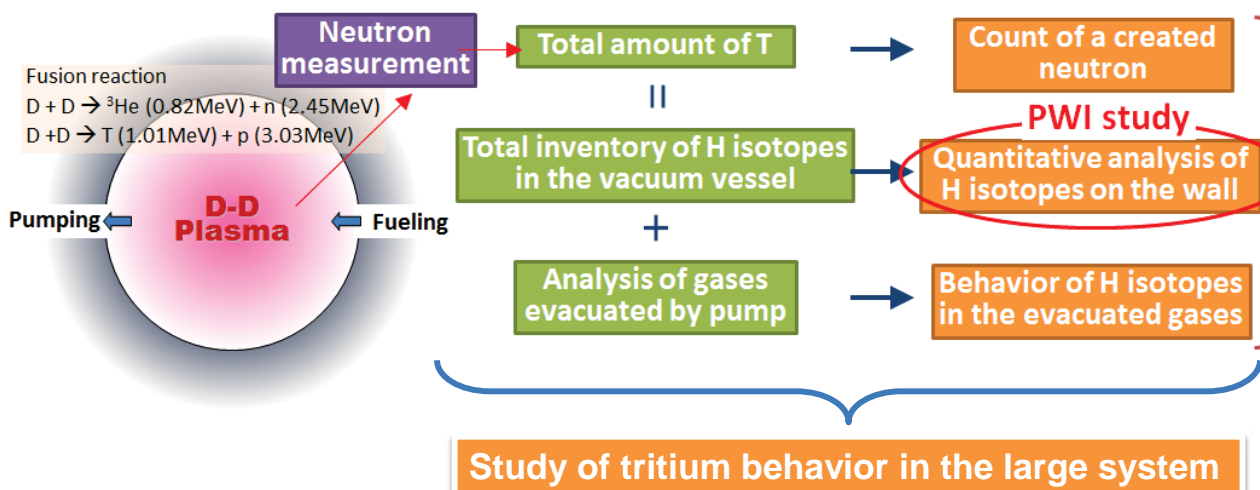 Neutron
measurement
Fusion reaction
D + D → ³He (0.82MeV) + n (2.45MeV)
D +D → T (1.01MeV) + p (3.03MeV)
Pumping
D-D
Plasma
Fueling
Total amount of T
=
Total inventory of H isotopes
in the vacuum vessel
+
Analysis of gases
evacuated by pump
Count of a created
neutron
PWI study
Quantitative analysis of
H isotopes on the wall
Behavior of H isotopes
in the evacuated gases
Study of tritium behavior in the large system